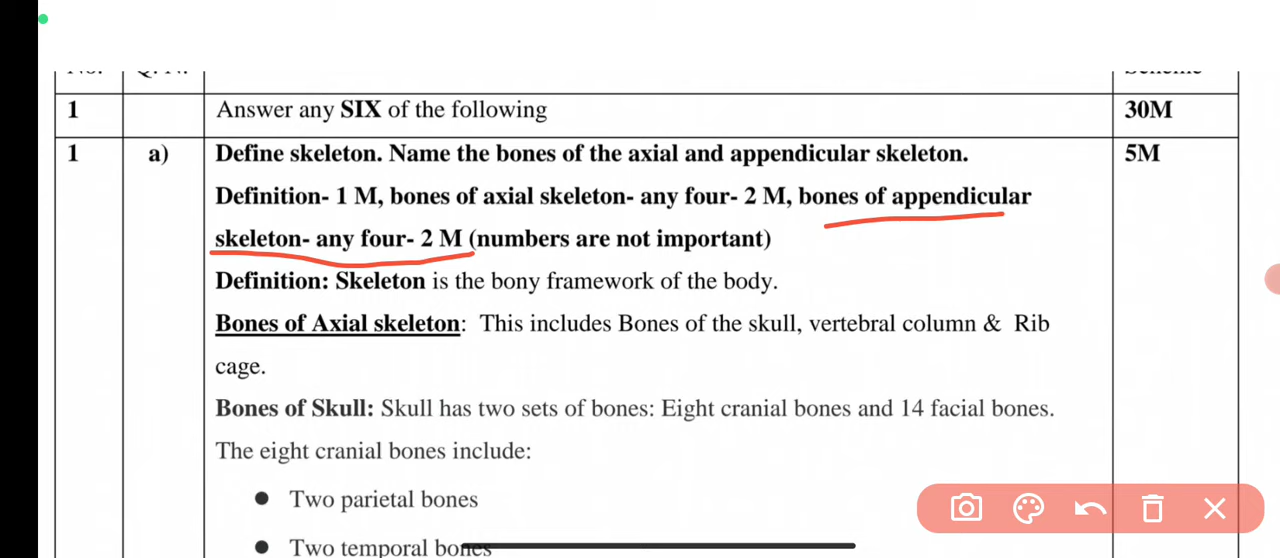 1 Answer any SIX of the following 30M
1 a) Define skeleton. Name the bones of the axial and appendicular skeleton. 5M
Definition- 1 M, bones of axial skeleton- any four- 2 M, bones of appendicular
skeleton- any four- 2 M (numbers are not important)
Definition: Skeleton is the bony framework of the body.
Bones of Axial skeleton: This includes Bones of the skull, vertebral column & Rib
cage.
Bones of Skull: Skull has two sets of bones: Eight cranial bones and 14 facial bones.
The eight cranial bones include:
● Two parietal bones
● Two temporal bones